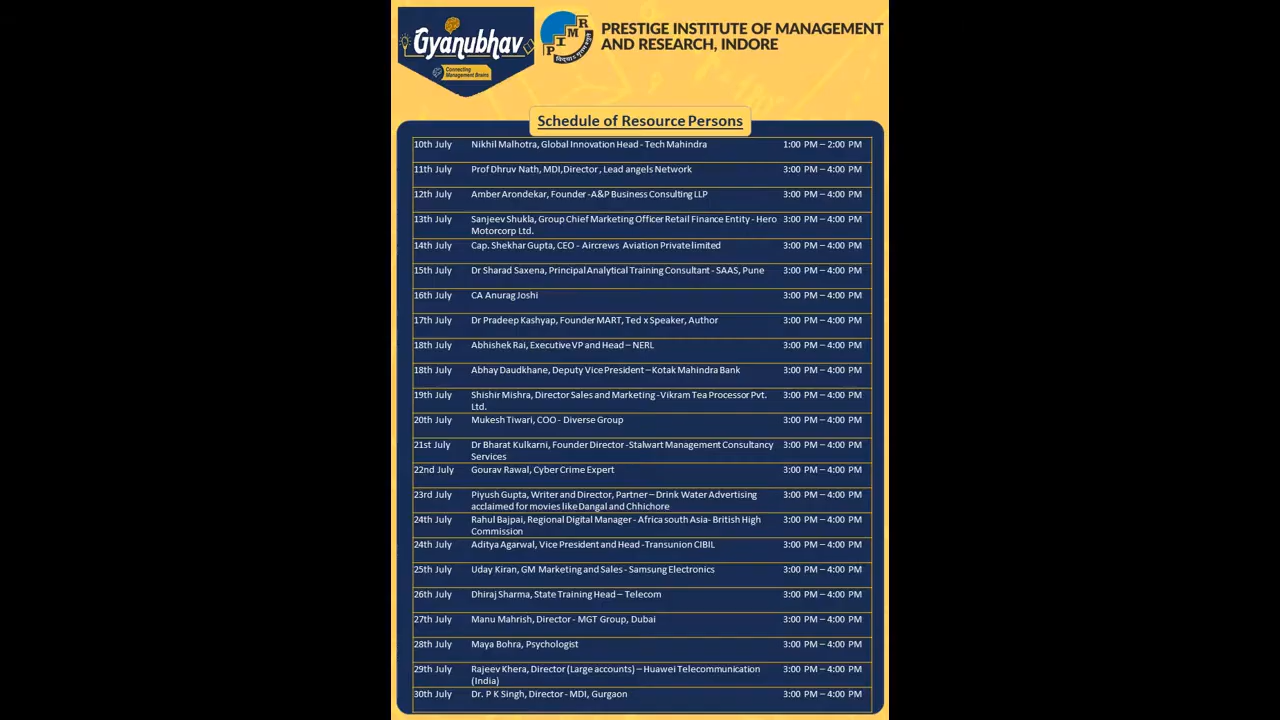 Gyanubhav
Connecting
Management Brains
PIMR
PRESTIGE INSTITUTE OF MANAGEMENT
AND RESEARCH, INDORE
Schedule of Resource Persons
10th July Nikhil Malhotra, Global Innovation Head - Tech Mahindra 1:00 PM – 2:00 PM
11th July Prof Dhruv Nath, MDI,Director , Lead angels Network 3:00 PM – 4:00 PM
12th July Amber Arondekar, Founder -A&P Business Consulting LLP 3:00 PM – 4:00 PM
13th July Sanjeev Shukla, Group Chief Marketing Officer Retail Finance Entity - Hero 3:00 PM – 4:00 PM
Motorcorp Ltd.
14th July Cap. Shekhar Gupta, CEO - Aircrews Aviation Private limited 3:00 PM – 4:00 PM
15th July Dr Sharad Saxena, Principal Analytical Training Consultant - SAAS, Pune 3:00 PM – 4:00 PM
16th July CA Anurag Joshi 3:00 PM – 4:00 PM
17th July Dr Pradeep Kashyap, Founder MART, Ted x Speaker, Author 3:00 PM – 4:00 PM
18th July Abhishek Rai, Executive VP and Head – NERL 3:00 PM – 4:00 PM
18th July Abhay Daudkhane, Deputy Vice President – Kotak Mahindra Bank 3:00 PM – 4:00 PM
19th July Shishir Mishra, Director Sales and Marketing -Vikram Tea Processor Pvt. 3:00 PM – 4:00 PM
Ltd.
20th July Mukesh Tiwari, COO - Diverse Group 3:00 PM – 4:00 PM
21st July Dr Bharat Kulkarni, Founder Director -Stalwart Management Consultancy 3:00 PM – 4:00 PM
Services
22nd July Gourav Rawal, Cyber Crime Expert 3:00 PM – 4:00 PM
23rd July Piyush Gupta, Writer and Director, Partner – Drink Water Advertising 3:00 PM – 4:00 PM
acclaimed for movies like Dangal and Chhichore
24th July Rahul Bajpai, Regional Digital Manager - Africa south Asia- British High 3:00 PM – 4:00 PM
Commission
24th July Aditya Agarwal, Vice President and Head -Transunion CIBIL 3:00 PM – 4:00 PM
25th July Uday Kiran, GM Marketing and Sales - Samsung Electronics 3:00 PM – 4:00 PM
26th July Dhiraj Sharma, State Training Head – Telecom 3:00 PM – 4:00 PM
27th July Manu Mahrish, Director - MGT Group, Dubai 3:00 PM – 4:00 PM
28th July Maya Bohra, Psychologist 3:00 PM – 4:00 PM
29th July Rajeev Khera, Director (Large accounts) – Huawei Telecommunication 3:00 PM – 4:00 PM
(India)
30th July Dr. P K Singh, Director - MDI, Gurgaon 3:00 PM – 4:00 PM